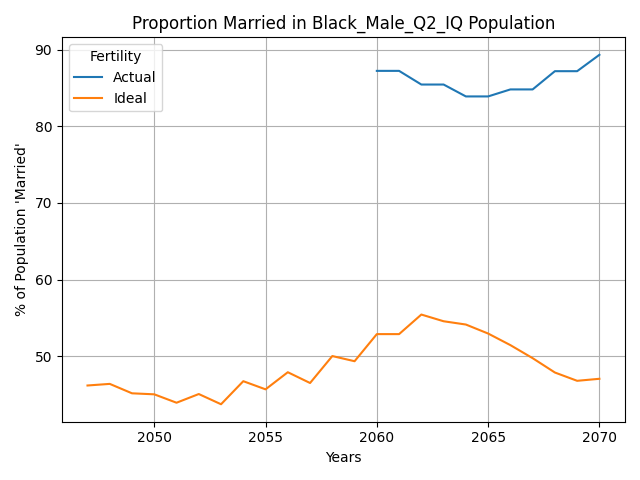 Proportion Married in Black_Male_Q2_IQ Population
Fertility
Actual
Ideal
% of Population 'Married'
90
80
70
60
50
2050
2055
2060
2065
2070
Years